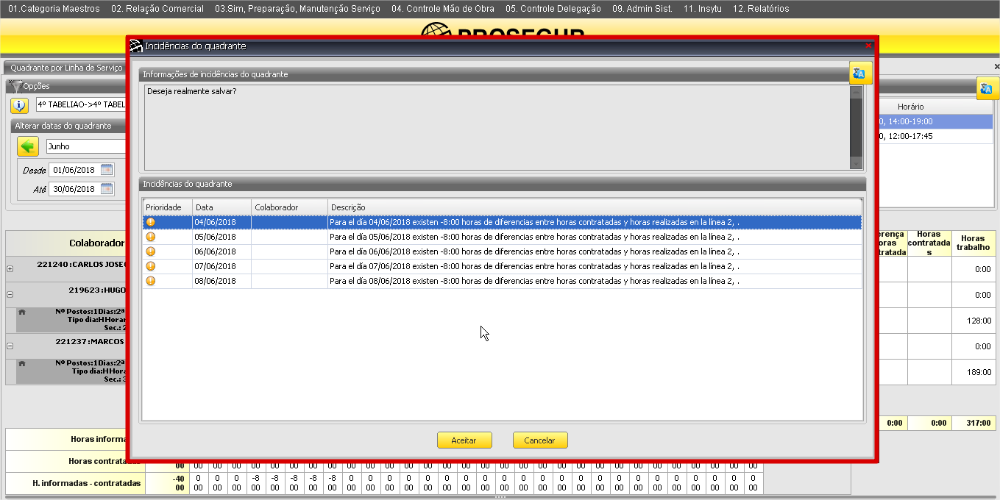 01.Categoria Maestros 02. Relação Comercial 03.Sim, Preparação, Manutenção Serviço 04. Controle Mão de Obra 05. Controle Delegação 09. Admin Sist. 11. Insytu 12. Relatórios
PROSEGUR
Incidências do quadrante
Quadrante por Linha de Serviço
Informações de incidências do quadrante
Opções
Deseja realmente salvar?
4º TABELIAO->4º TABEL
Horário
Alterar datas do quadrante
0, 14:00-19:00
0, 12:00-17:45
Junho
Desde 01/06/2018
Até 30/06/2018
Incidências do quadrante
Prioridade Data Colaborador Descrição
04/06/2018 Para el día 04/06/2018 existen -8:00 horas de diferencias entre horas contratadas y horas realizadas en la línea 2, .
05/06/2018 Para el día 05/06/2018 existen -8:00 horas de diferencias entre horas contratadas y horas realizadas en la línea 2, .
06/06/2018 Para el día 06/06/2018 existen -8:00 horas de diferencias entre horas contratadas y horas realizadas en la línea 2, .
07/06/2018 Para el día 07/06/2018 existen -8:00 horas de diferencias entre horas contratadas y horas realizadas en la línea 2, .
08/06/2018 Para el día 08/06/2018 existen -8:00 horas de diferencias entre horas contratadas y horas realizadas en la línea 2, .
Colaborador
erença
oras
tratada
Horas
contratada
s
Horas
trabalho
221240:CARLOS JOSE
0:00
219623:HUGO
0:00
Nº Postos:1Dias:2ª
Tipo dia:HHorar
Sec.: 2
128:00
221237:MARCOS
0:00
Nº Postos:1Dias:2ª
Tipo dia:HHora
Sec.: 3
189:00
0:00 0:00 317:00
Aceitar Cancelar
Horas informa
Horas contrata
00 00 00 00 00 00 00 00 00 00 00 00 00 00 00 00 00 00 00 00 00 00 00 00 00 00 00 00 00 00 00
H. informadas - contratadas
-40 0 0 0 -8 -8 -8 -8 -8 0 0 0 0 0 0 0 0 0 0 0 0 0 0 0 0 0 0 0 0 0 0
00 00 00 00 00 00 00 00 00 00 00 00 00 00 00 00 00 00 00 00 00 00 00 00 00 00 00 00 00 00 00